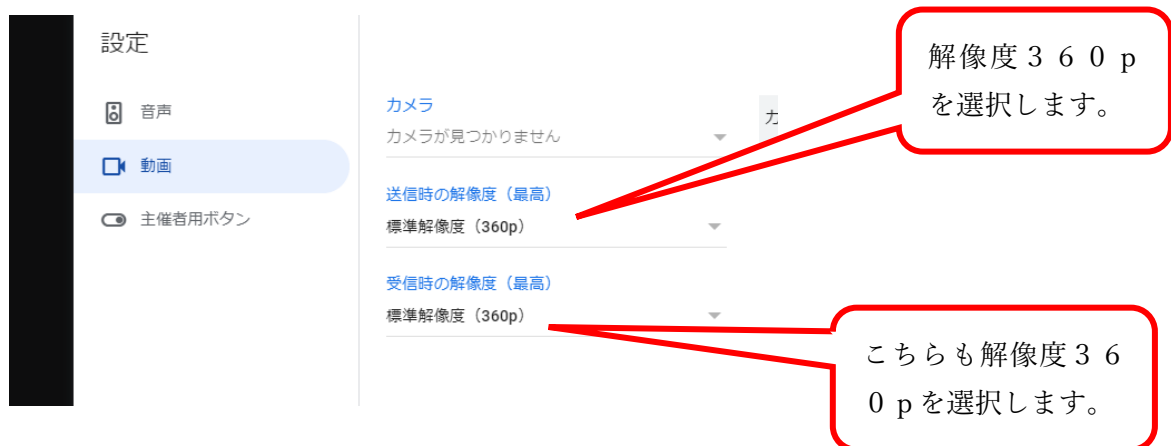 設定
音声
動画
主催者用ボタン
カメラ
カメラが見つかりません
カ
送信時の解像度（最高）
標準解像度（360p）
受信時の解像度（最高）
標準解像度（360p）
解像度３６０ｐ
を選択します。
こちらも解像度３６
０ｐを選択します。